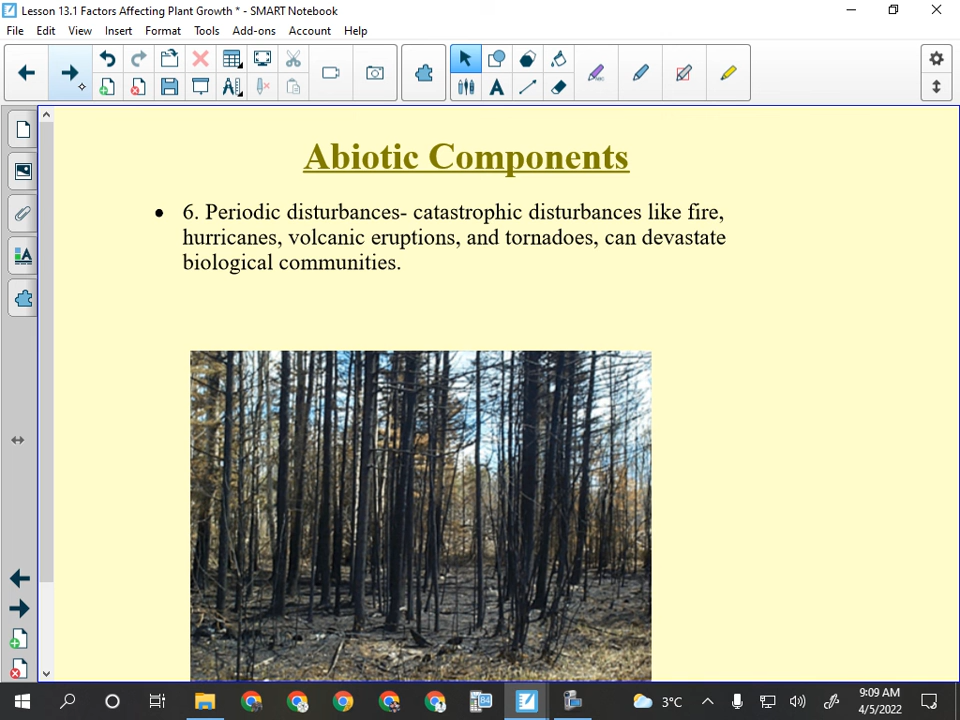 Lesson 13.1 Factors Affecting Plant Growth * - SMART Notebook
File Edit View Insert Format Tools Add-ons Account Help
Abiotic Components
• 6. Periodic disturbances- catastrophic disturbances like fire,
hurricanes, volcanic eruptions, and tornadoes, can devastate
biological communities.
3°C
9:09 AM
4/5/2022